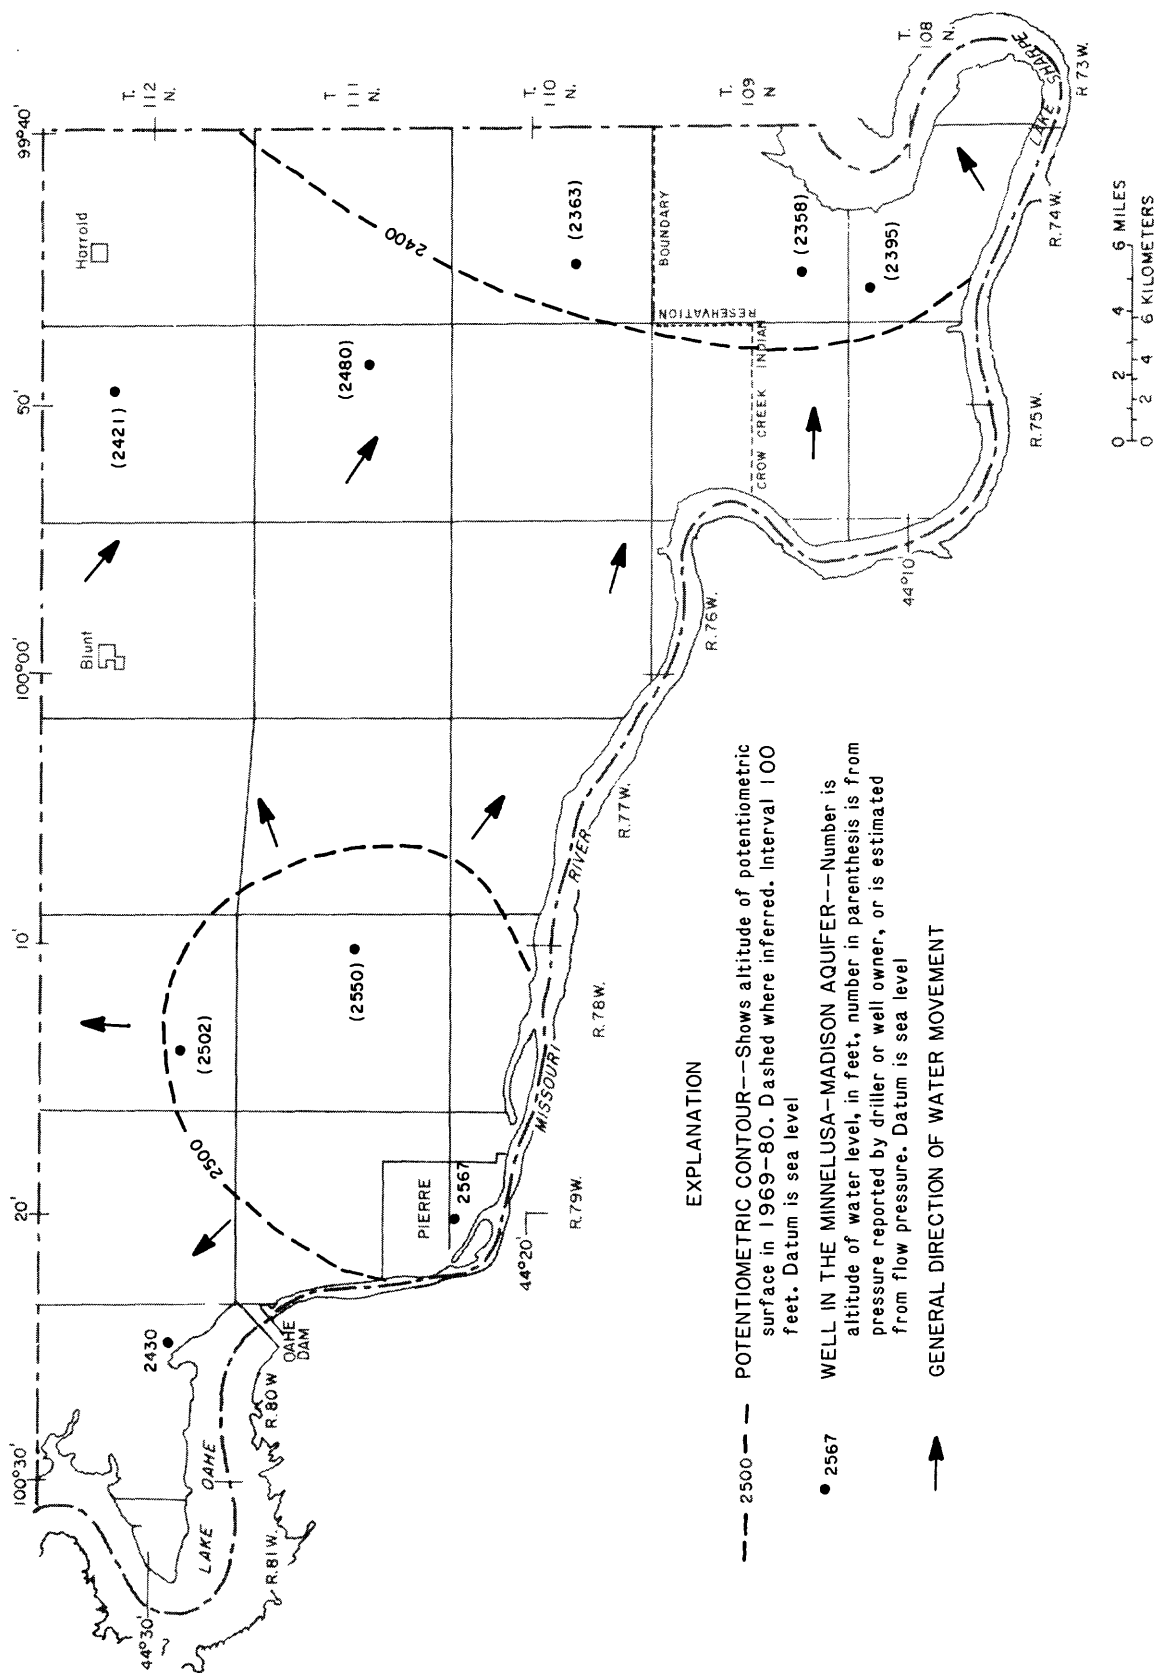 100°30'
20'
10'
100°00'
50'
99°40'
44°30'
LAKE OAHE
R.81W.
R.80W
2430
OAHE
DAM
2500
(2502)
(2550)
PIERRE
2567
44°20'
R.79W.
MISSOURI RIVER
R.78W.
R.77W.
R.76W.
Blunt
(2421)
Harrold
(2480)
2400
(2363)
T.
112
N.
T
111
N.
T.
110
N.
T.
109
N
T.
108
N.
BOUNDARY
RESERVATION
CROW CREEK INDIAN
(2358)
(2395)
44°10'
R.75W.
R.74W.
R73W.
LAKE SHARPE
0 2 4 6 MILES
0 2 4 6 KILOMETERS
EXPLANATION
2500 POTENTIOMETRIC CONTOUR--Shows altitude of potentiometric
surface in 1969-80. Dashed where inferred. Interval 100
feet. Datum is sea level
2567 WELL IN THE MINNELUSA-MADISON AQUIFER--Number is
altitude of water level, in feet, number in parenthesis is from
pressure reported by driller or well owner, or is estimated
from flow pressure. Datum is sea level
GENERAL DIRECTION OF WATER MOVEMENT